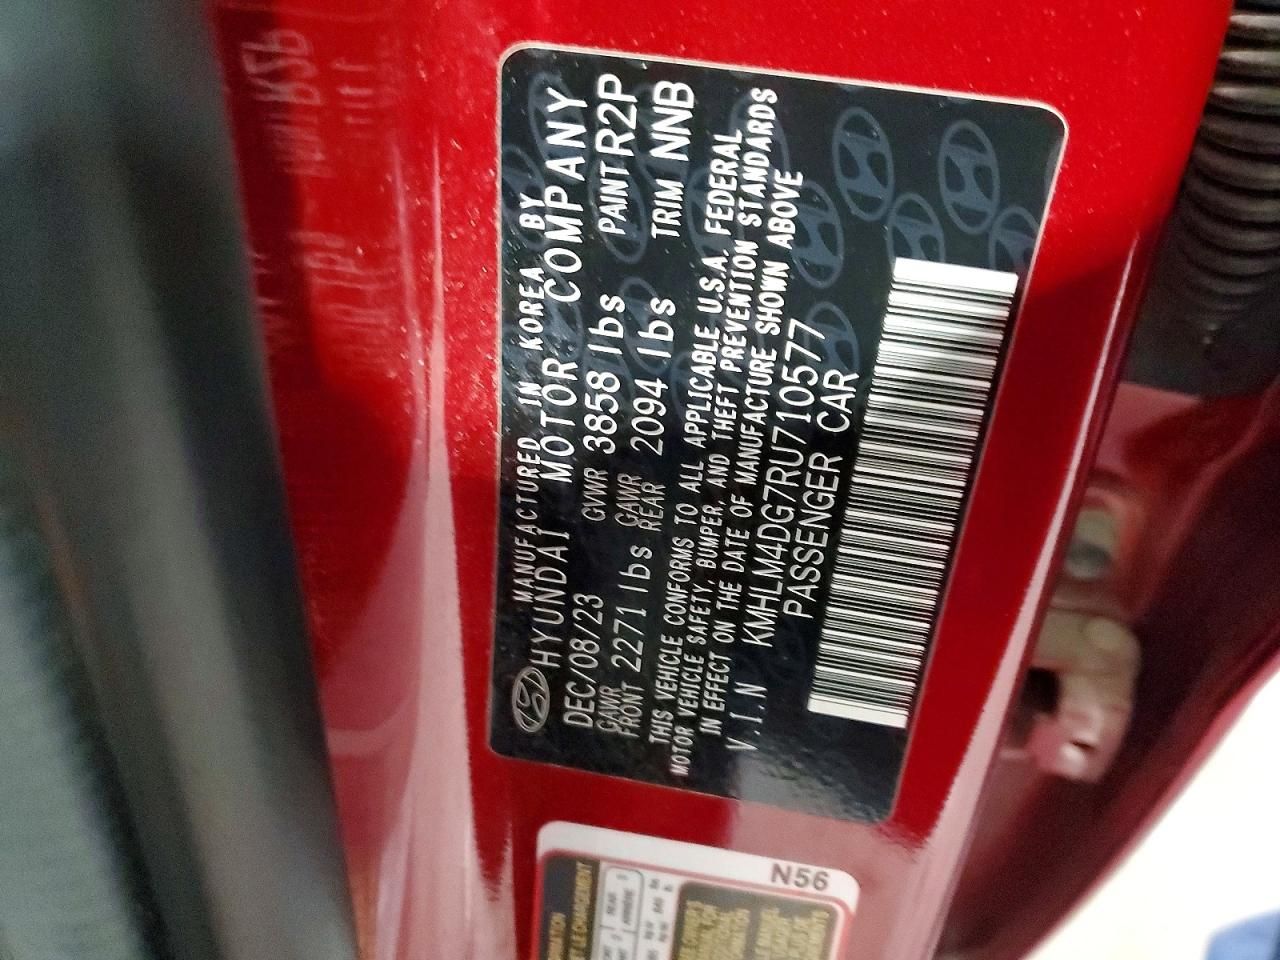 MANUFACTURED IN KOREA BY
HYUNDAI MOTOR COMPANY
DEC/08/23 GVWR 3858 lbs PAINT R2P
GAWR FRONT 2271 lbs GAWR REAR 2094 lbs TRIM NNB
THIS VEHICLE CONFORMS TO ALL APPLICABLE U.S.A. FEDERAL
MOTOR VEHICLE SAFETY, BUMPER, AND THEFT PREVENTION STANDARDS
IN EFFECT ON THE DATE OF MANUFACTURE SHOWN ABOVE
V.I.N KMHLM4DG7RU710577
PASSENGER CAR
N56